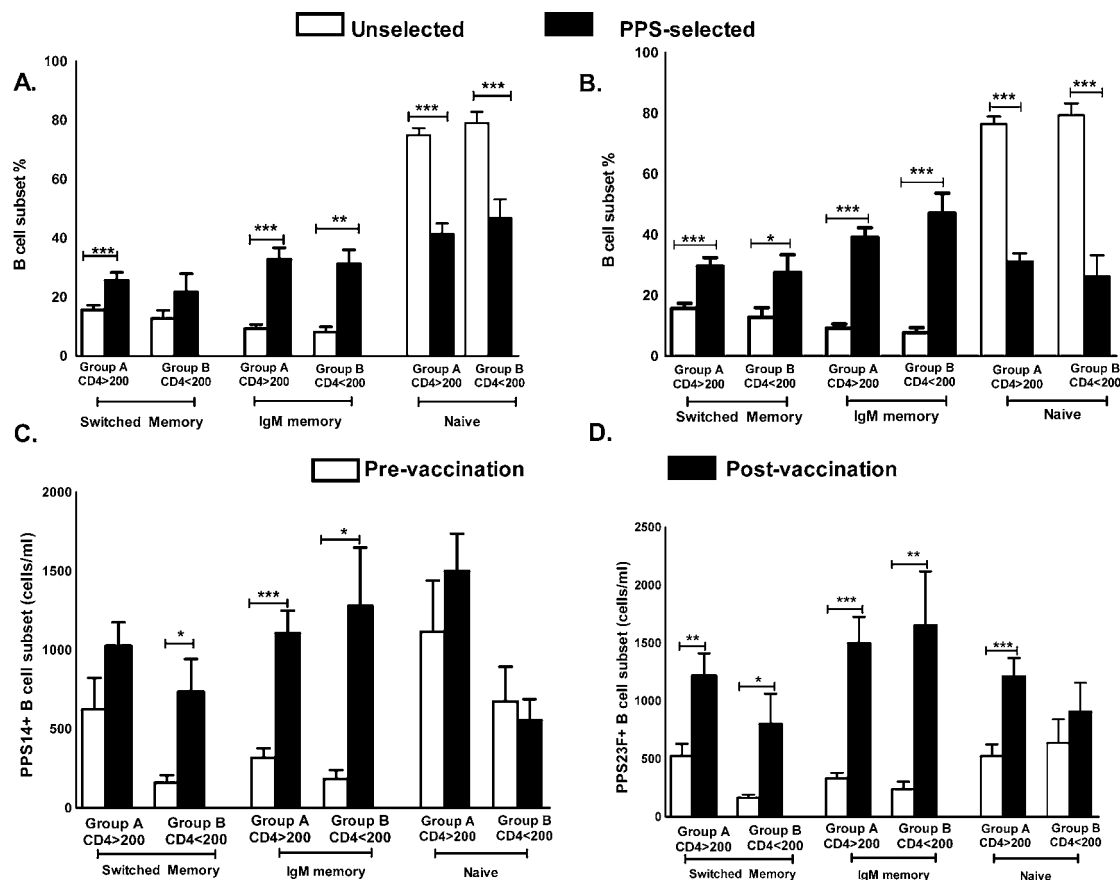 Unselected PPS-selected
A.
B cell subset %
100
80
60
40
20
0
***
***
**
***
***
Group A Group B Group A Group B Group A Group B
CD4>200 CD4<200 CD4>200 CD4<200 CD4>200 CD4<200
Switched Memory IgM memory Naive
B.
B cell subset %
100
80
60
40
20
0
***
*
***
***
***
***
Group A Group B Group A Group B Group A Group B
CD4>200 CD4<200 CD4>200 CD4<200 CD4>200 CD4<200
Switched Memory IgM memory Naive
Pre-vaccination Post-vaccination
C.
PPS14+ B cell subset (cells/ml)
2000
1500
1000
500
0
*
***
*
Group A Group B Group A Group B Group A Group B
CD4>200 CD4<200 CD4>200 CD4<200 CD4>200 CD4<200
Switched Memory IgM memory Naive
D.
PPS23F+ B cell subset (cells/ml)
2500
2000
1500
1000
500
0
**
*
***
**
***
Group A Group B Group A Group B Group A Group B
CD4>200 CD4<200 CD4>200 CD4<200 CD4>200 CD4<200
Switched Memory IgM memory Naive